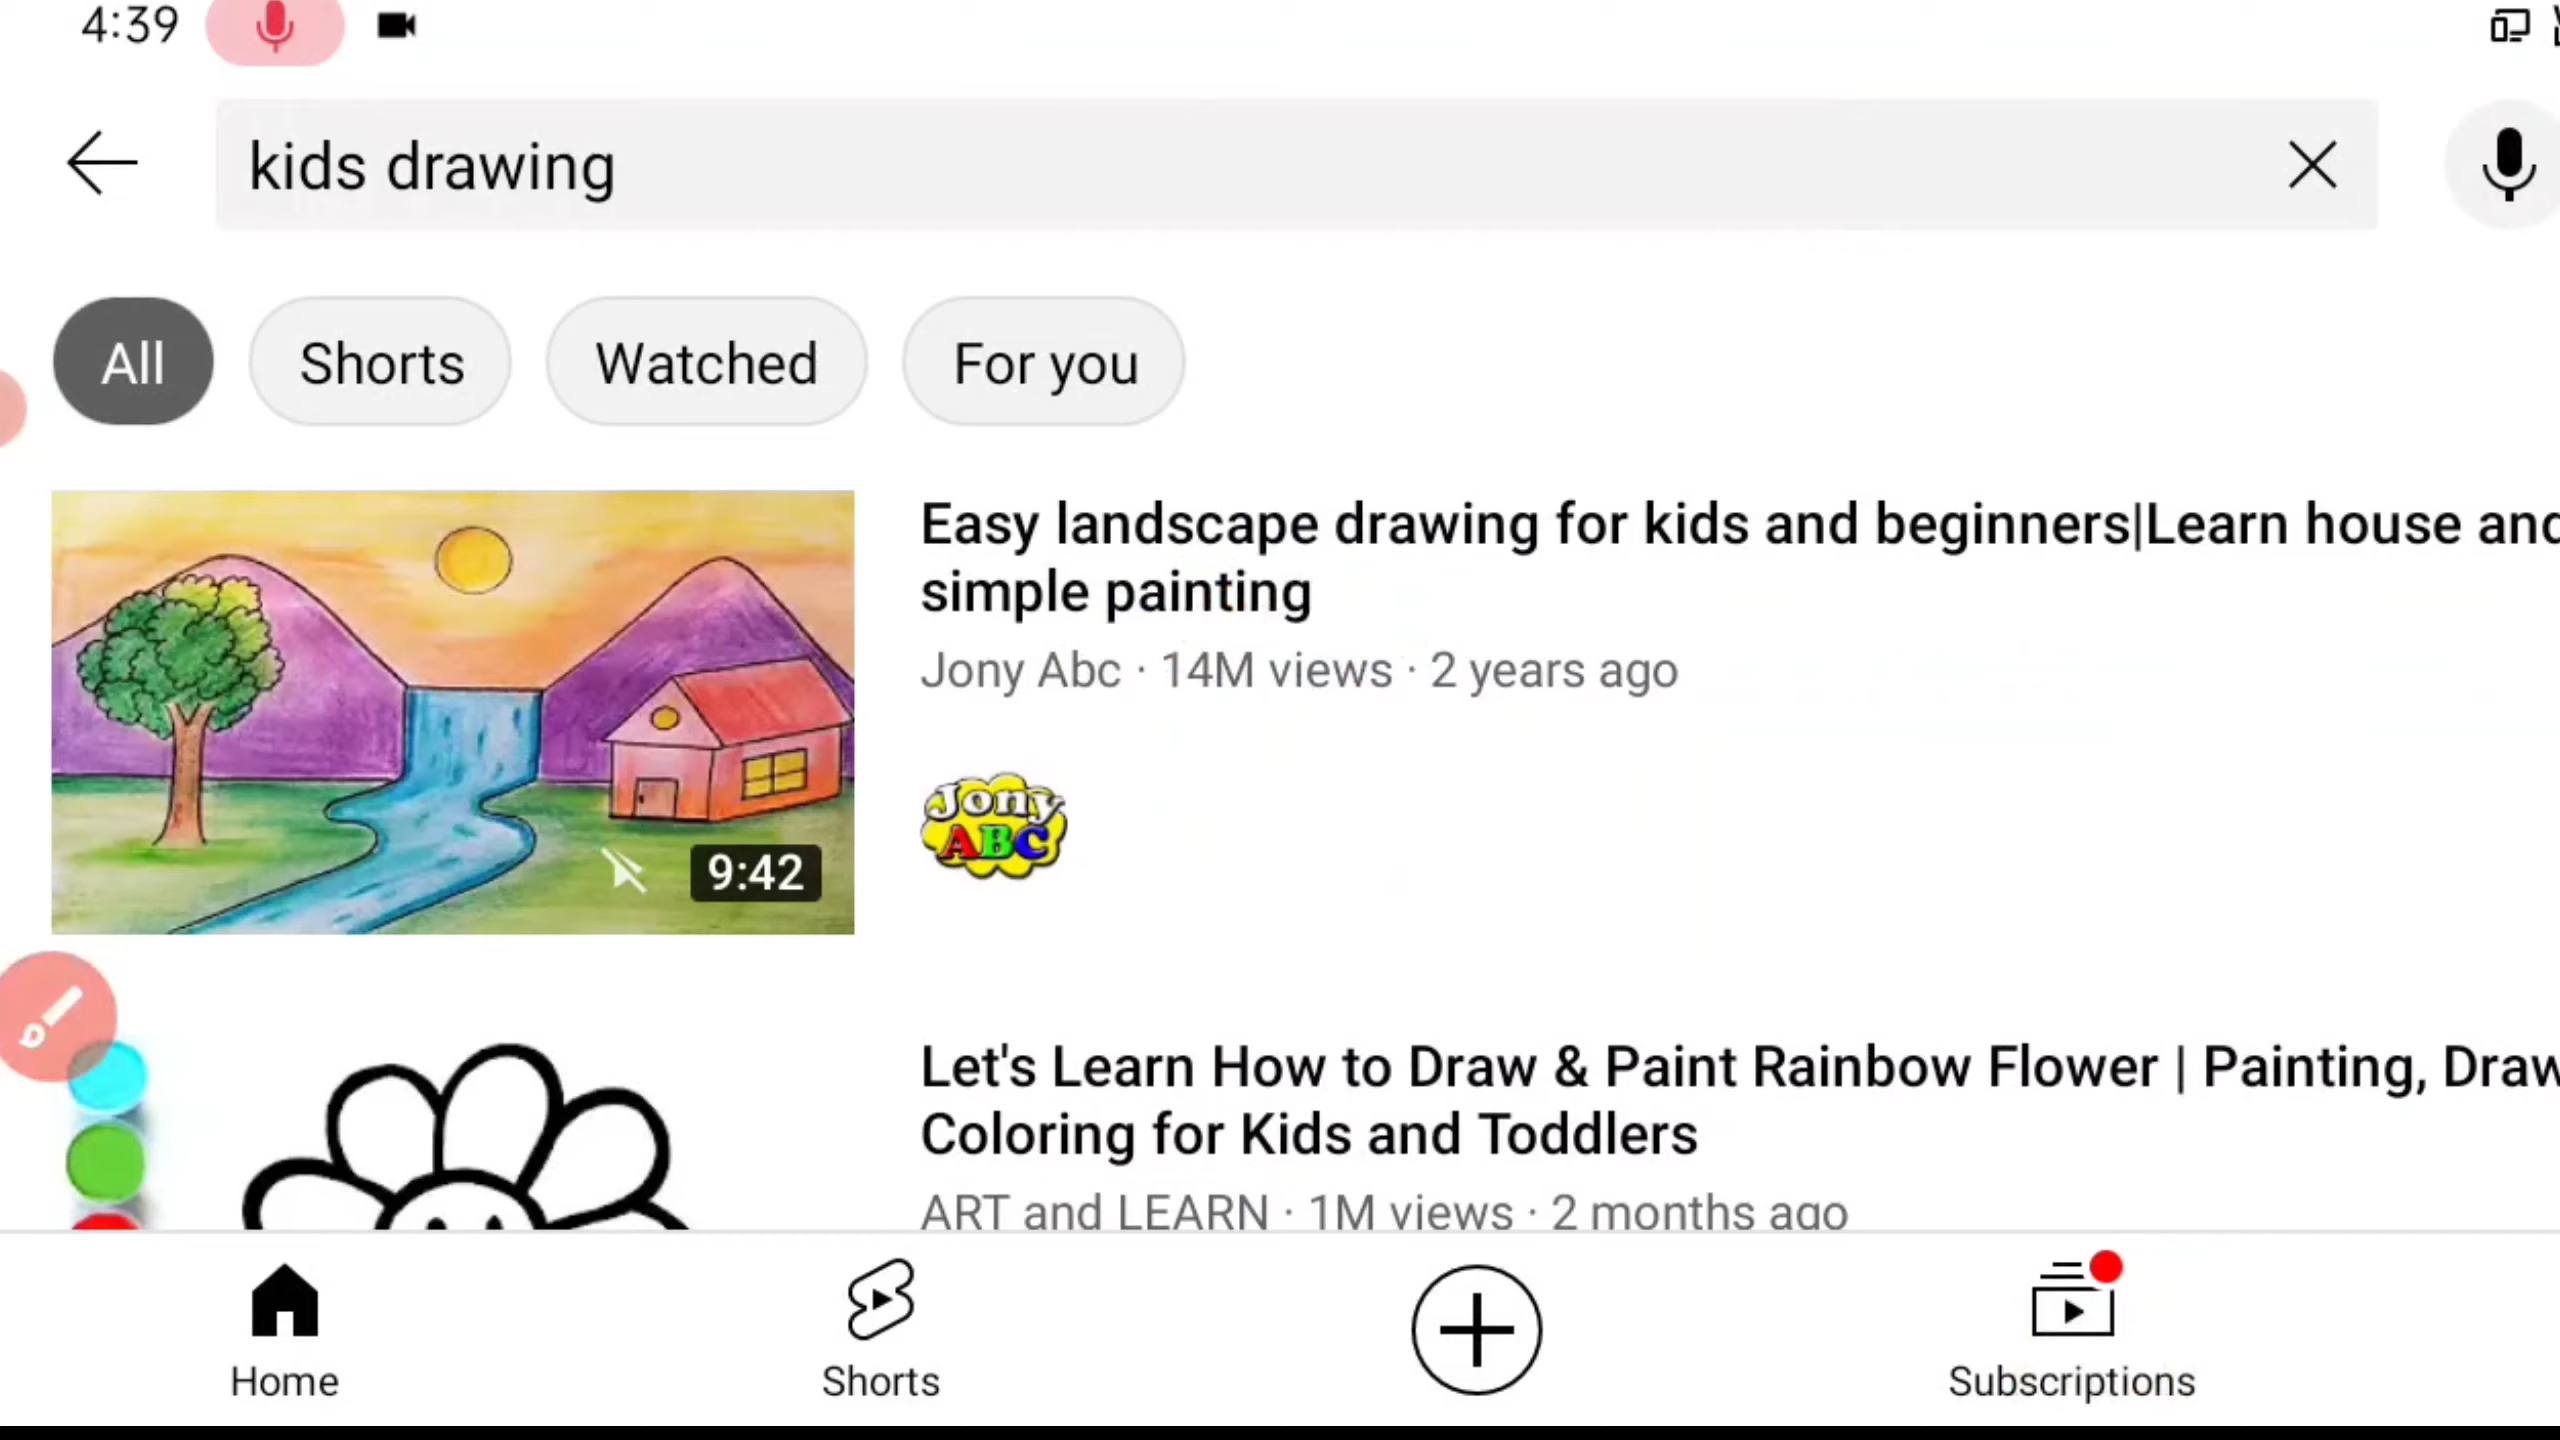 4:39
kids drawing
All
Shorts
Watched
For you
Easy landscape drawing for kids and beginners|Learn house and
simple painting
Jony Abc · 14M views · 2 years ago
Jony
ABC
9:42
Let's Learn How to Draw & Paint Rainbow Flower | Painting, Draw
Coloring for Kids and Toddlers
ART and LEARN · 1M views · 2 months ago
Home
Shorts
Subscriptions